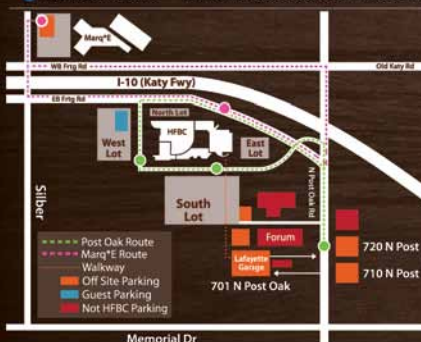 Marq*E
WB Frtg Rd
Old Katy Rd
I-10 (Katy Fwy)
EB Frtg Rd
North Lot
HFBC
West
Lot
East
Lot
Silber
South
Lot
N Post Oak Rd
Forum
Lafayette
Garage
701 N Post Oak
720 N Post
710 N Post
Post Oak Route
Marq*E Route
Walkway
Off Site Parking
Guest Parking
Not HFBC Parking
Memorial Dr